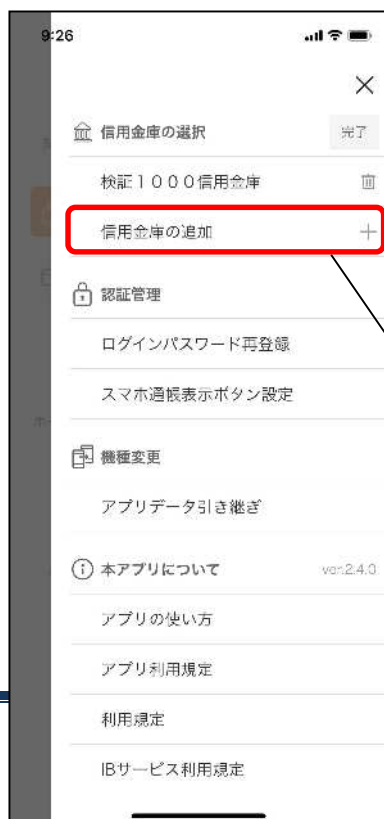 9:26
信用金庫の選択 完了
検証1000信用金庫
信用金庫の追加
認証管理
ログインパスワード再登録
スマホ通帳表示ボタン設定
機種変更
アプリデータ引き継ぎ
本アプリについて ver.2.4.0
アプリの使い方
アプリ利用規定
利用規定
IBサービス利用規定